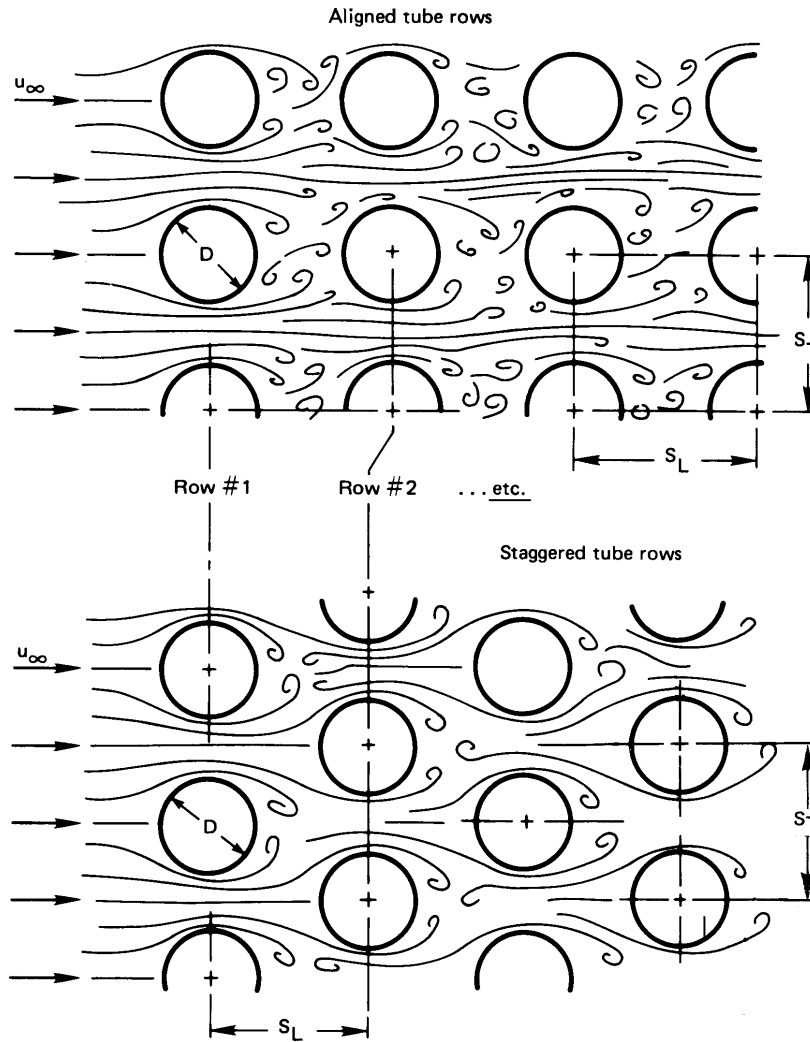 Aligned tube rows
u∞
D
S
S_L
Row #1 Row #2 ...etc.
Staggered tube rows
u∞
D
S
S_L